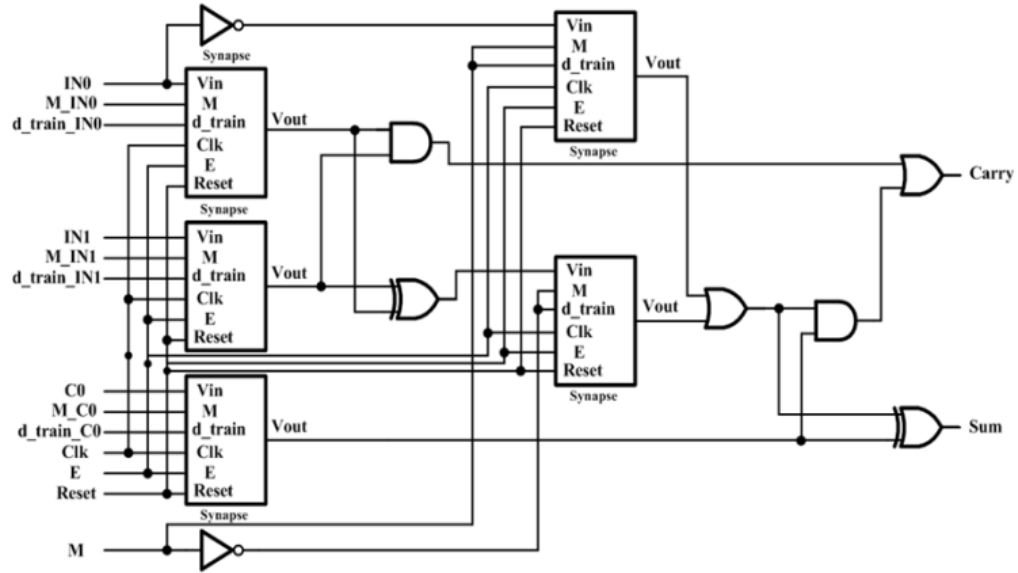 Synapse
IN0
M_IN0
d_train_IN0
Vin
M
d_train
Clk
E
Reset
Vout
Synapse
IN1
M_IN1
d_train_IN1
Vin
M
d_train
Clk
E
Reset
Vout
C0
M_C0
d_train_C0
Clk
E
Reset
Vin
M
d_train
Clk
E
Reset
Vout
Synapse
M
Vin
M
d_train
Clk
E
Reset
Vout
Synapse
Vin
M
d_train
Clk
E
Reset
Vout
Synapse
Carry
Sum